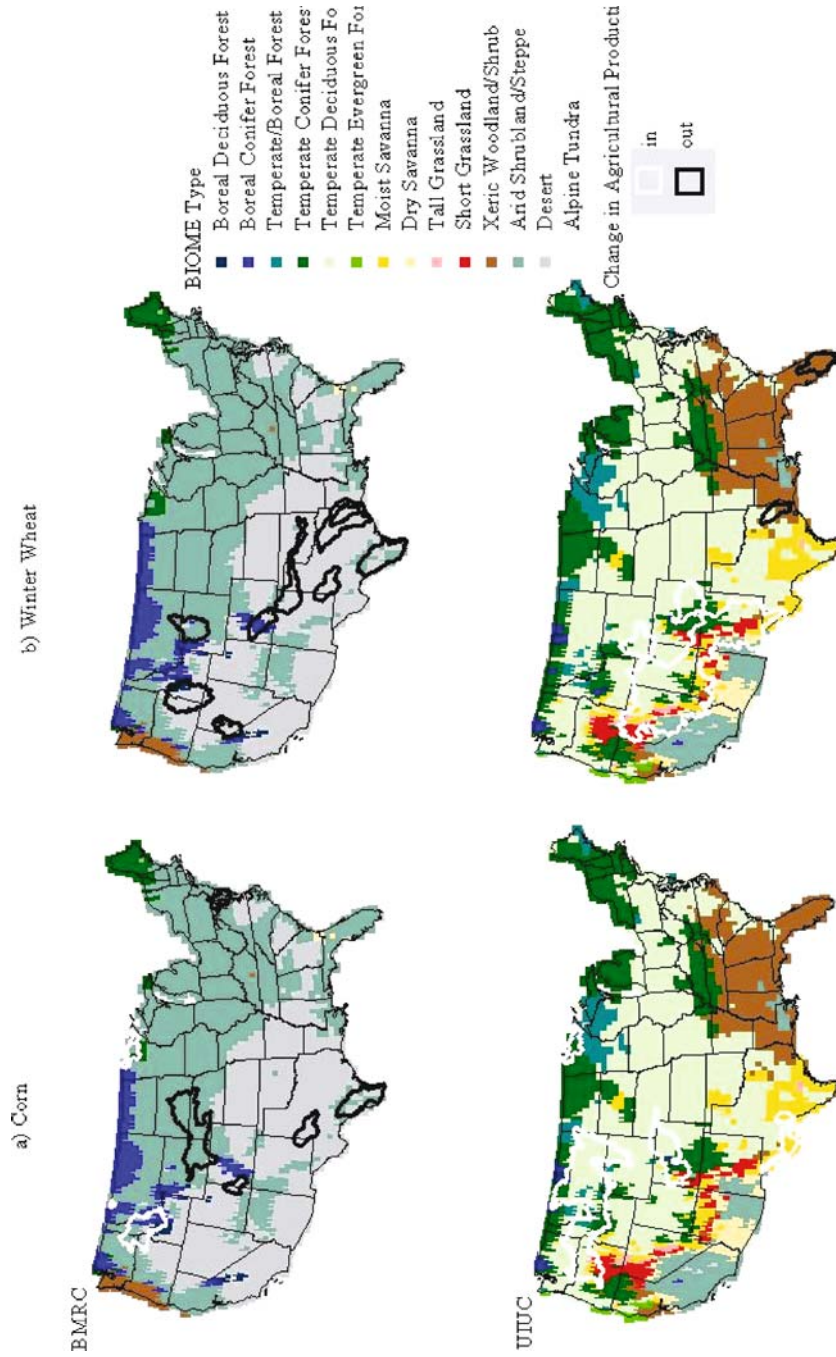 a) Corn
b) Winter Wheat
BMRC
UIUC
BIOME Type
Boreal Deciduous Forest
Boreal Conifer Forest
Temperate/Boreal Forest
Temperate Conifer Fores
Temperate Deciduous Fo
Temperate Evergreen For
Moist Savanna
Dry Savanna
Tall Grassland
Short Grassland
Xeric Woodland/Shrub
Arid Shrubland/Steppe
Desert
Alpine Tundra
Change in Agricultural Producti
in
out